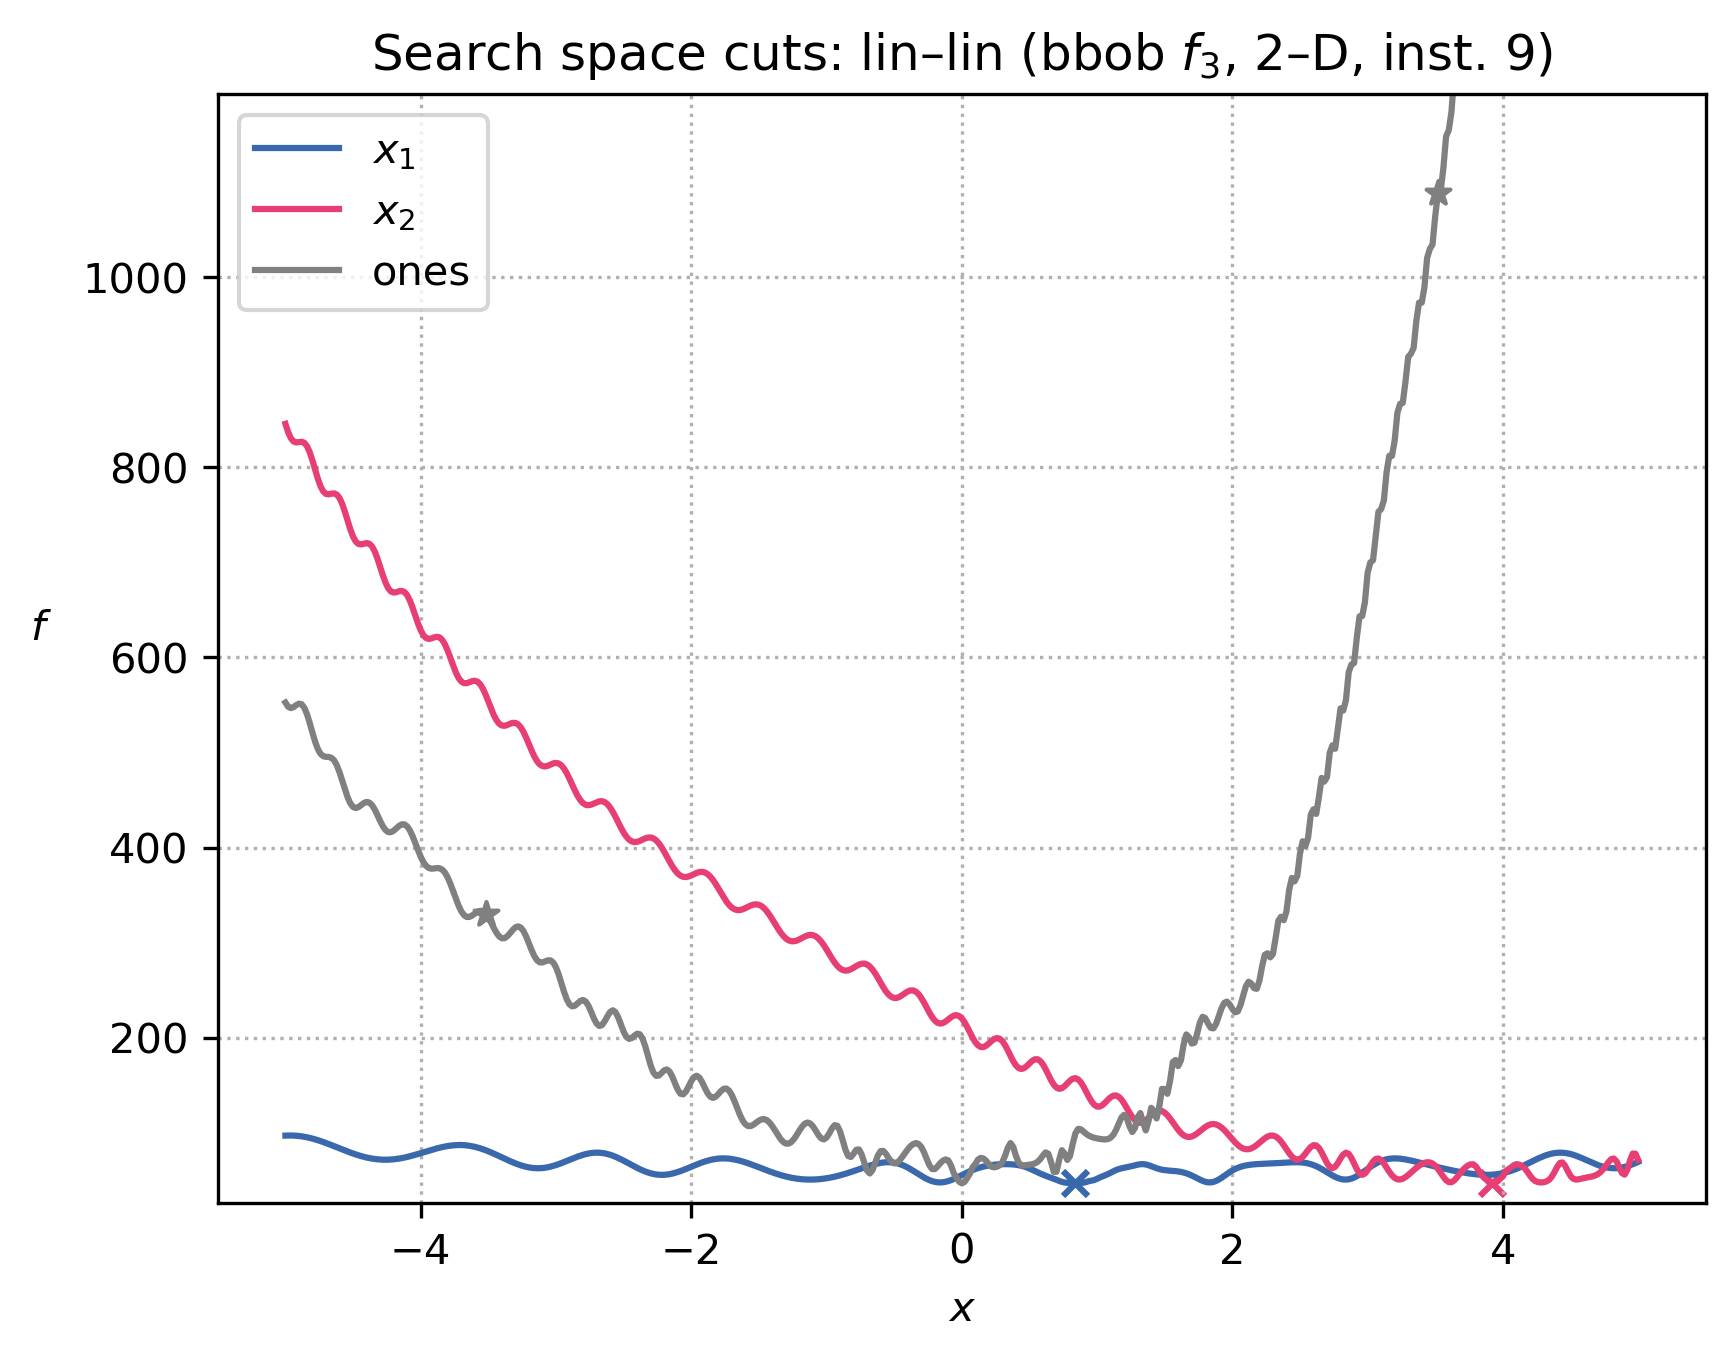 Search space cuts: lin–lin (bbob f₃, 2–D, inst. 9)
x₁
x₂
ones
1000
800
600
400
200
f
−4
−2
0
2
4
x